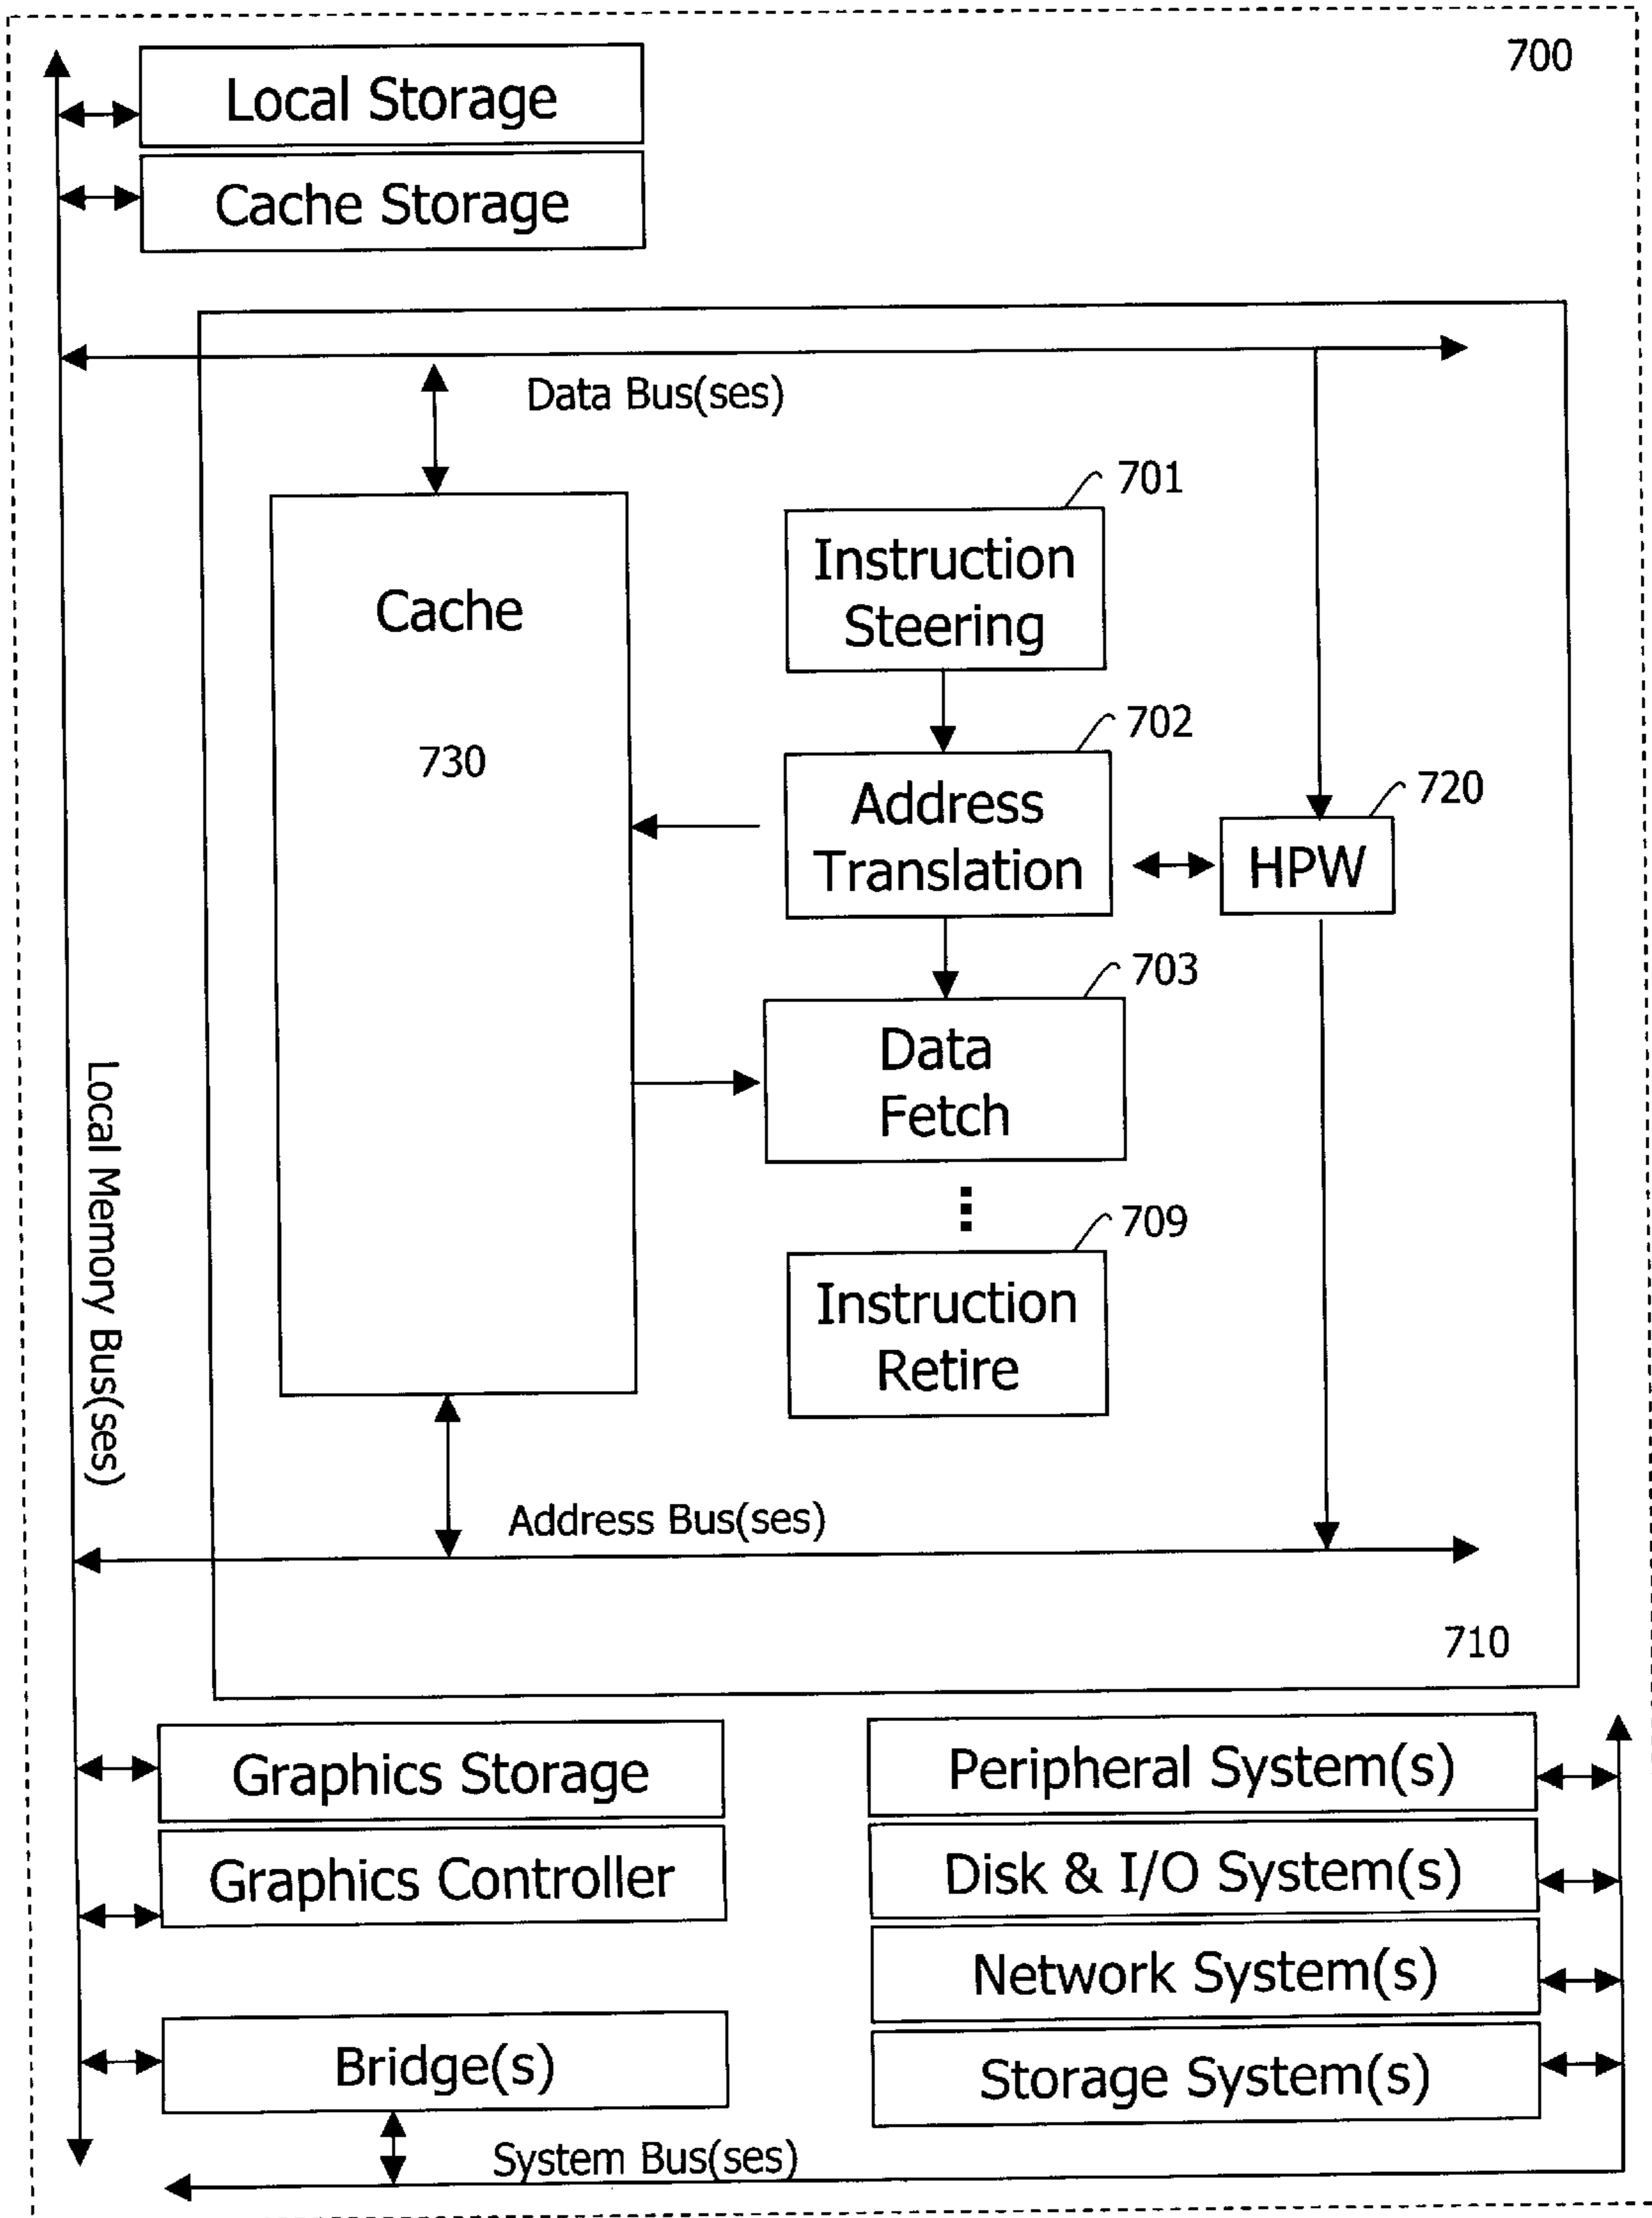 700
Local Storage
Cache Storage
Data Bus(ses)
701
Instruction
Steering
Cache
702
730
Address
Translation
720
HPW
703
Data
Fetch
Local Memory Bus(ses)
709
Instruction
Retire
Address Bus(ses)
710
Graphics Storage
Peripheral System(s)
Graphics Controller
Disk & I/O System(s)
Network System(s)
Bridge(s)
Storage System(s)
System Bus(ses)